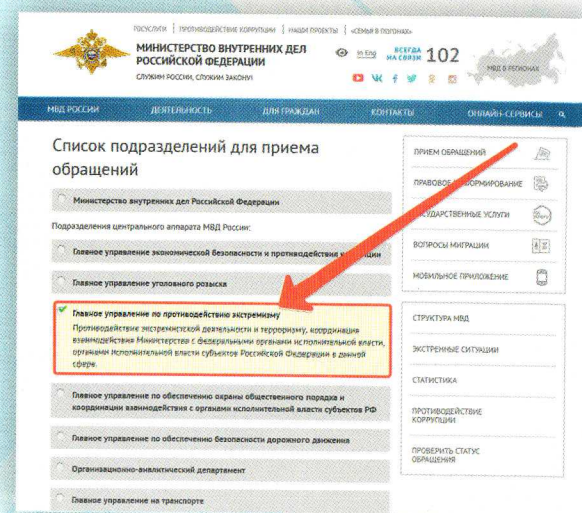 ГОСУСЛУГИ | ПРОТИВОДЕЙСТВИЕ КОРРУПЦИИ | НАШИ ПРОЕКТЫ | «СЕМЬЯ В ПОГОНАХ»
МИНИСТЕРСТВО ВНУТРЕННИХ ДЕЛ
РОССИЙСКОЙ ФЕДЕРАЦИИ
СЛУЖИМ РОССИИ, СЛУЖИМ ЗАКОНУ!
In Eng
ВСЕГДА
НА СВЯЗИ
102
МВД В РЕГИОНАХ
МВД РОССИИ
ДЕЯТЕЛЬНОСТЬ
ДЛЯ ГРАЖДАН
КОНТАКТЫ
ОНЛАЙН-СЕРВИСЫ
Список подразделений для приема
обращений
Министерство внутренних дел Российской Федерации
Подразделения центрального аппарата МВД России:
Главное управление экономической безопасности и противодействия
Главное управление уголовного розыска
Главное управление по противодействию экстремизму
Противодействие экстремистской деятельности и терроризму, координация
взаимодействия Министерства с федеральными органами исполнительной власти,
органами исполнительной власти субъектов Российской Федерации в данной
сфере.
Главное управление по обеспечению охраны общественного порядка и
координации взаимодействия с органами исполнительной власти субъектов РФ
Главное управление по обеспечению безопасности дорожного движения
Организационно-аналитический департамент
Главное управление на транспорте
ПРИЕМ ОБРАЩЕНИЙ
ПРАВОВОЕ
УСЛУГИ
ВОПРОСЫ МИГРАЦИИ
МОБИЛЬНОЕ ПРИЛОЖЕНИЕ
СТРУКТУРА МВД
ЭКСТРЕННЫЕ СИТУАЦИИ
СТАТИСТИКА
ПРОТИВОДЕЙСТВИЕ
КОРРУПЦИИ
ПРОВЕРИТЬ СТАТУС
ОБРАЩЕНИЯ